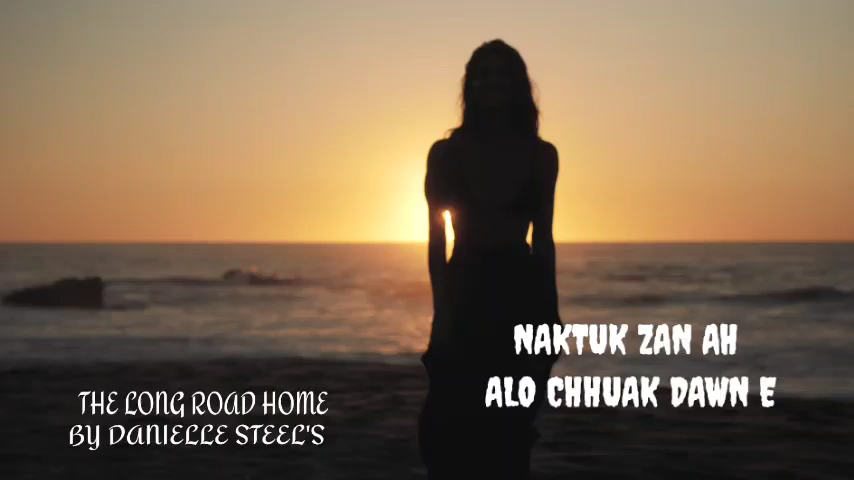 THE LONG ROAD HOME
BY DANIELLE STEEL'S
NAKTUK ZAN AH
ALO CHHUAK DAWN E